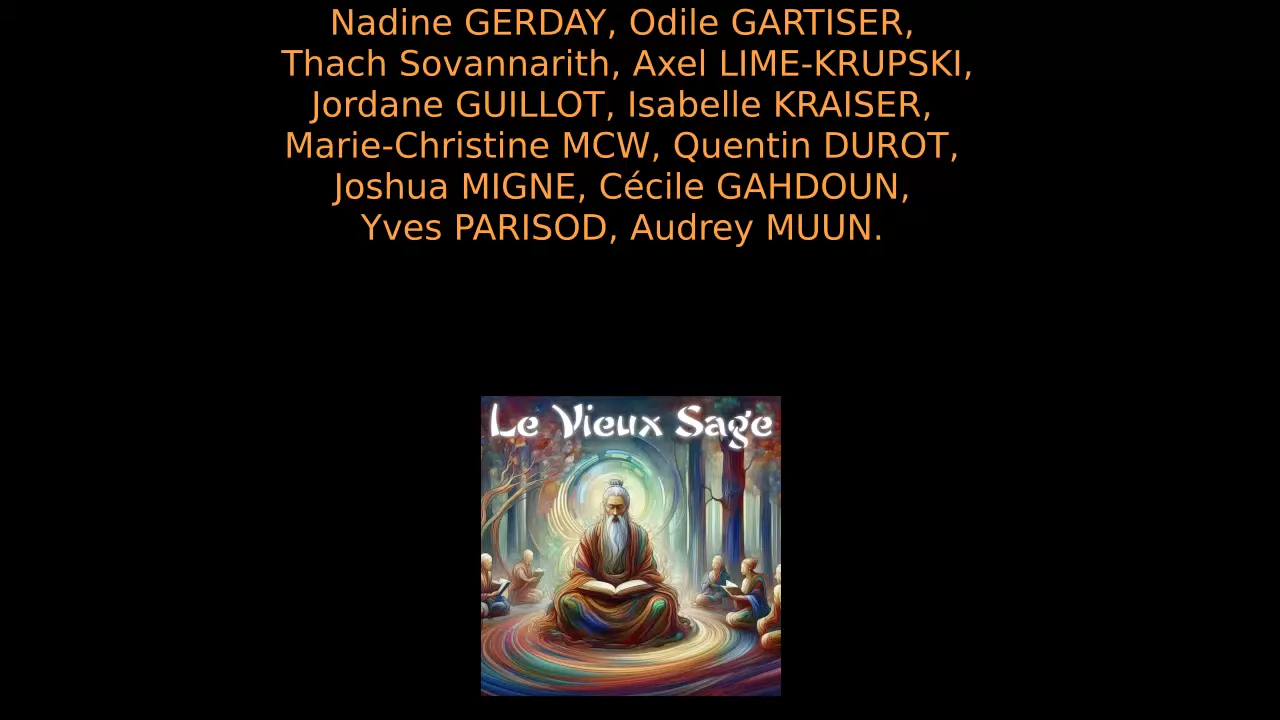 Nadine GERDAY, Odile GARTISER,
Thach Sovannarith, Axel LIME-KRUPSKI,
Jordane GUILLOT, Isabelle KRAISER,
Marie-Christine MCW, Quentin DUROT,
Joshua MIGNE, Cécile GAHDOUN,
Yves PARISOD, Audrey MUUN.
Le Vieux Sage